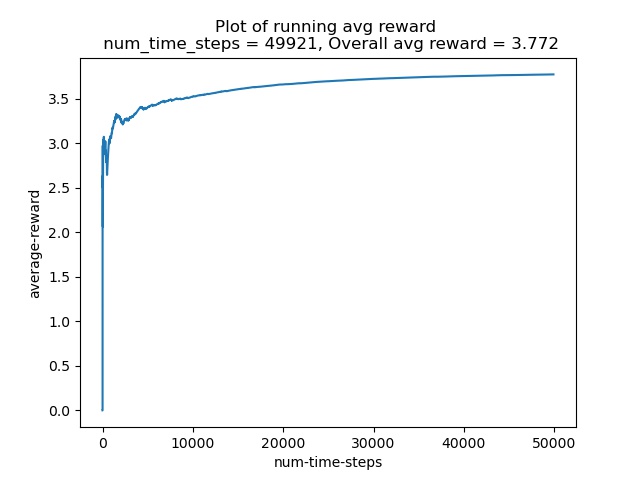 Plot of running avg reward
num_time_steps = 49921, Overall avg reward = 3.772
average-reward
3.5
3.0
2.5
2.0
1.5
1.0
0.5
0.0
0 10000 20000 30000 40000 50000
num-time-steps